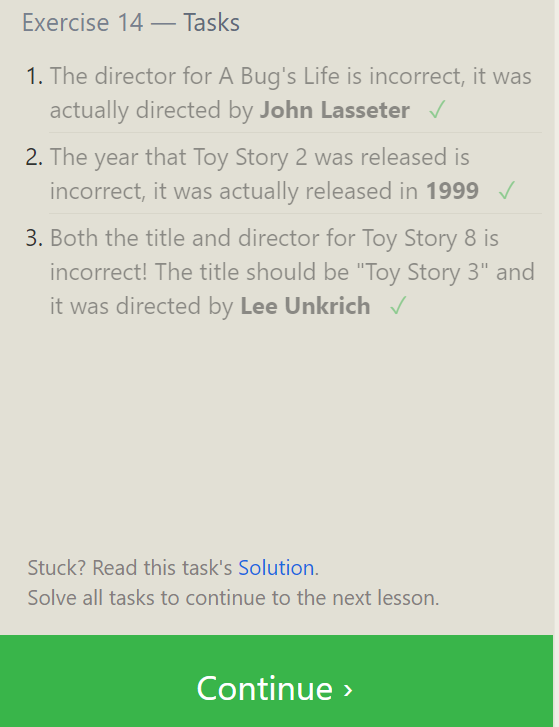 Exercise 14 — Tasks
1. The director for A Bug's Life is incorrect, it was
actually directed by John Lasseter ✓
2. The year that Toy Story 2 was released is
incorrect, it was actually released in 1999 ✓
3. Both the title and director for Toy Story 8 is
incorrect! The title should be "Toy Story 3" and
it was directed by Lee Unkrich ✓
Stuck? Read this task's Solution.
Solve all tasks to continue to the next lesson.
Continue ›